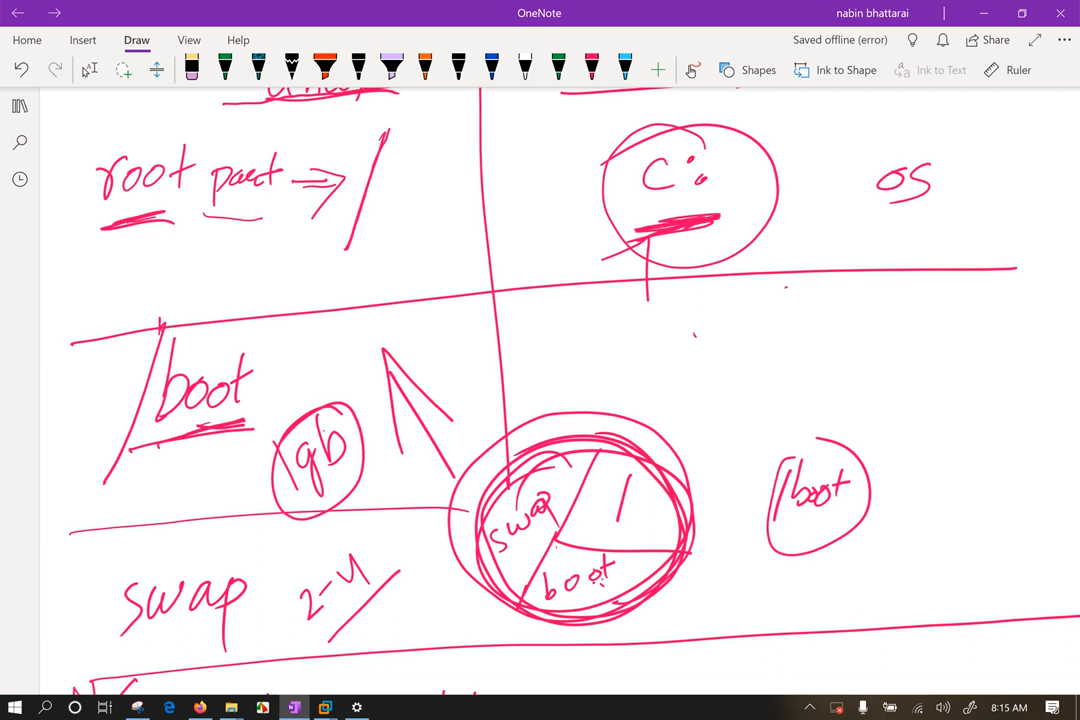 OneNote
nabin bhattarai
Home Insert Draw View Help
Saved offline (error)
Share
Shapes
Ink to Shape
Ink to Text
Ruler
root part ⇒ /
C:
os
/boot
1gb
swap
/
boot
/boot
swap 2-4
8:15 AM